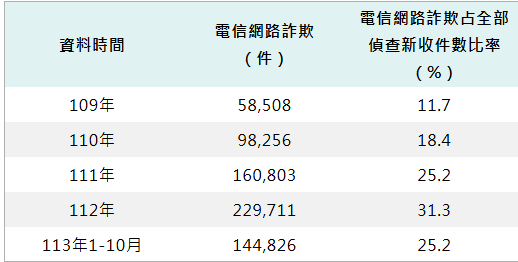 資料時間 電信網路詐欺 電信網路詐欺占全部
（件） 偵查新收件數比率
（%）
109年 58,508 11.7
110年 98,256 18.4
111年 160,803 25.2
112年 229,711 31.3
113年1-10月 144,826 25.2